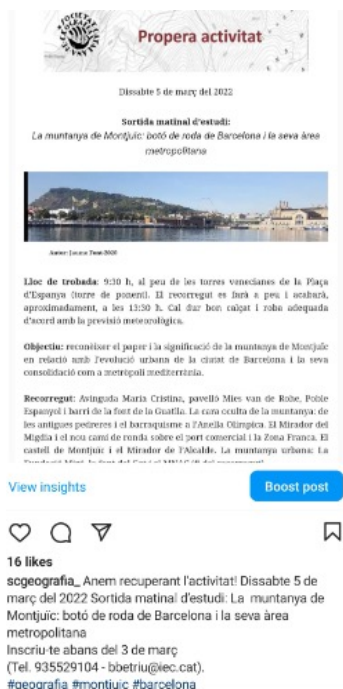 SOCIETAT CATALANA
Propera activitat
Dissabte 5 de març del 2022
Sortida matinal d'estudi:
La muntanya de Montjuïc: botó de roda de Barcelona i la seva àrea
metropolitana
Autor: Jaume Font 2020
Lloc de trobada: 9:30 h, al peu de les torres venecianes de la Plaça
d'Espanya (torre de ponent). El recorregut es farà a peu i acabarà,
aproximadament, a les 13:30 h. Cal dur bon calçat i roba adequada
d'acord amb la previsió meteorològica.
Objectiu: reconèixer el paper i la significació de la muntanya de Montjuïc
en relació amb l'evolució urbana de la ciutat de Barcelona i la seva
consolidació com a metròpoli mediterrània.
Recorregut: Avinguda Maria Cristina, pavelló Mies van de Rohe, Poble
Espanyol i barri de la font de la Guatlla. La cara oculta de la muntanya: de
les antigues pedreres i el barraquisme a l'Anella Olímpica. El Mirador del
Migdia i el nou camí de ronda sobre el port comercial i la Zona Franca. El
castell de Montjuïc i el Mirador de l'Alcalde. La muntanya urbana: La
View insights
Boost post
16 likes
scgeografia_ Anem recuperant l'activitat! Dissabte 5 de
març del 2022 Sortida matinal d'estudi: La muntanya de
Montjuïc: botó de roda de Barcelona i la seva àrea
metropolitana
Inscriu-te abans del 3 de març
(Tel. 935529104 - bbetriu@iec.cat).
#geografia #montjuic #barcelona